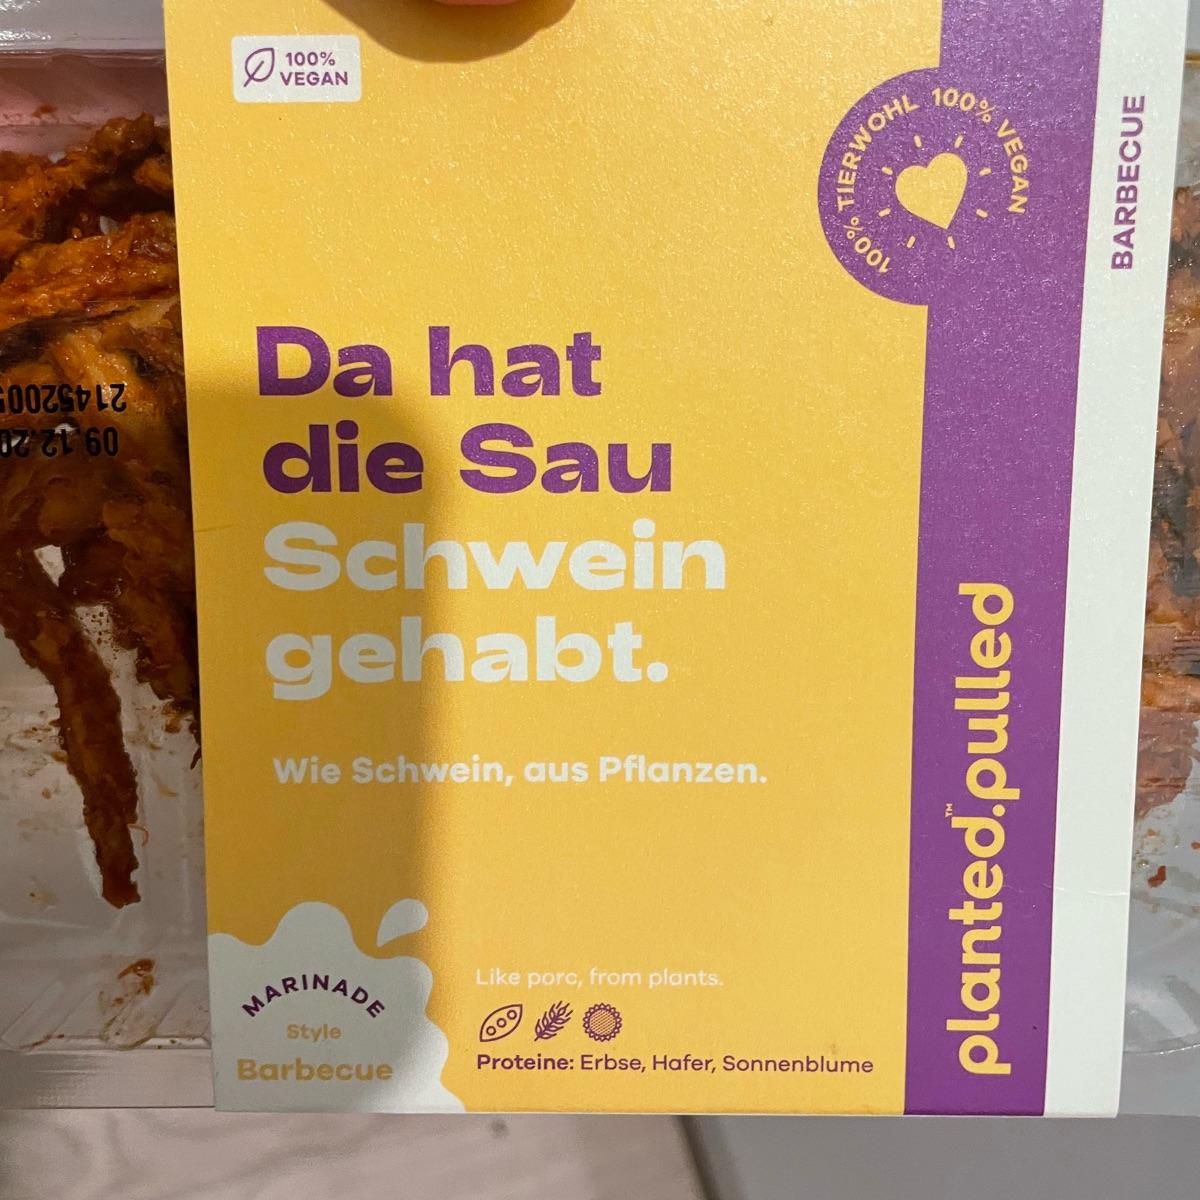 100%
VEGAN
100% TIERWOHL 100% VEGAN
BARBECUE
Da hat
die Sau
Schwein
gehabt.
Wie Schwein, aus Pflanzen.
planted.™pulled
MARINADE
Style
Barbecue
Like porc, from plants.
Proteine: Erbse, Hafer, Sonnenblume